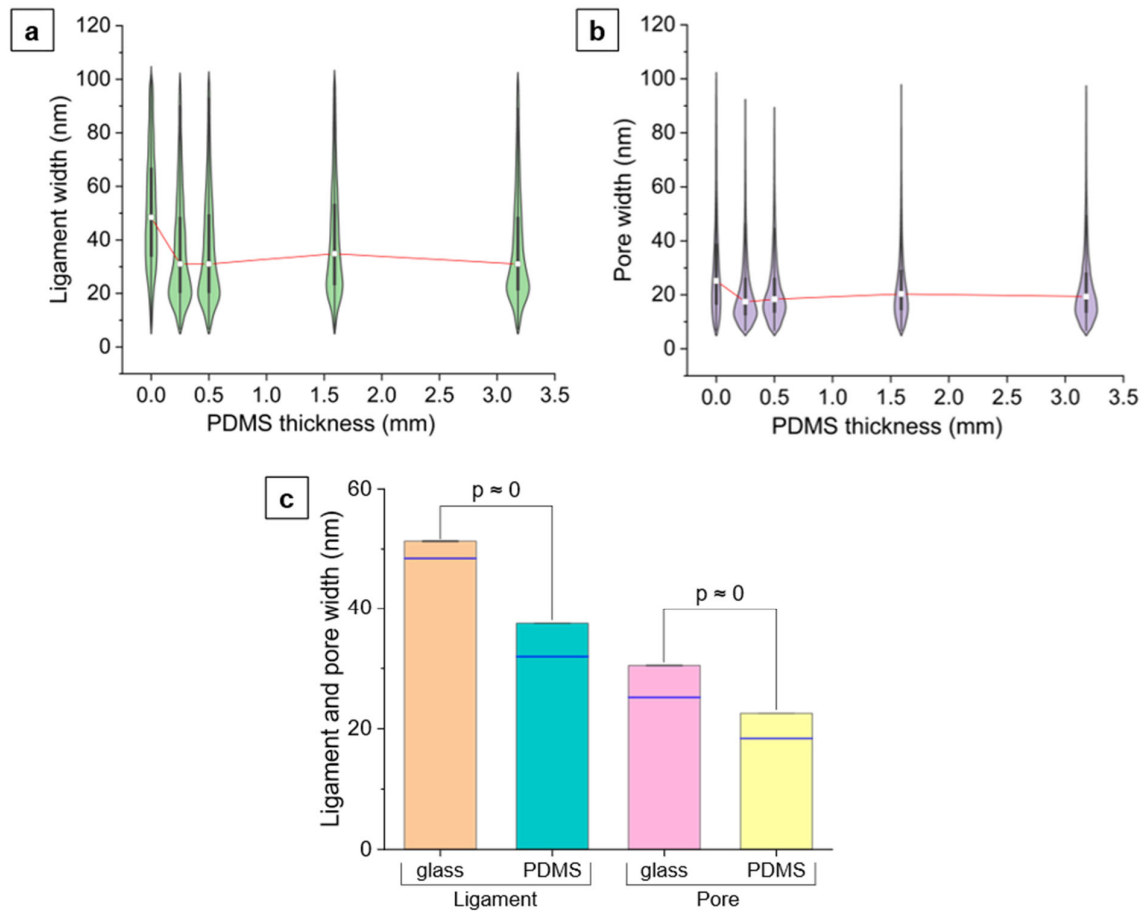 a
120
100
80
60
40
20
0
Ligament width (nm)
0.0 0.5 1.0 1.5 2.0 2.5 3.0 3.5
PDMS thickness (mm)
b
120
100
80
60
40
20
0
Pore width (nm)
0.0 0.5 1.0 1.5 2.0 2.5 3.0 3.5
PDMS thickness (mm)
c
60
40
20
0
Ligament and pore width (nm)
p ≈ 0
p ≈ 0
glass PDMS glass PDMS
Ligament Pore